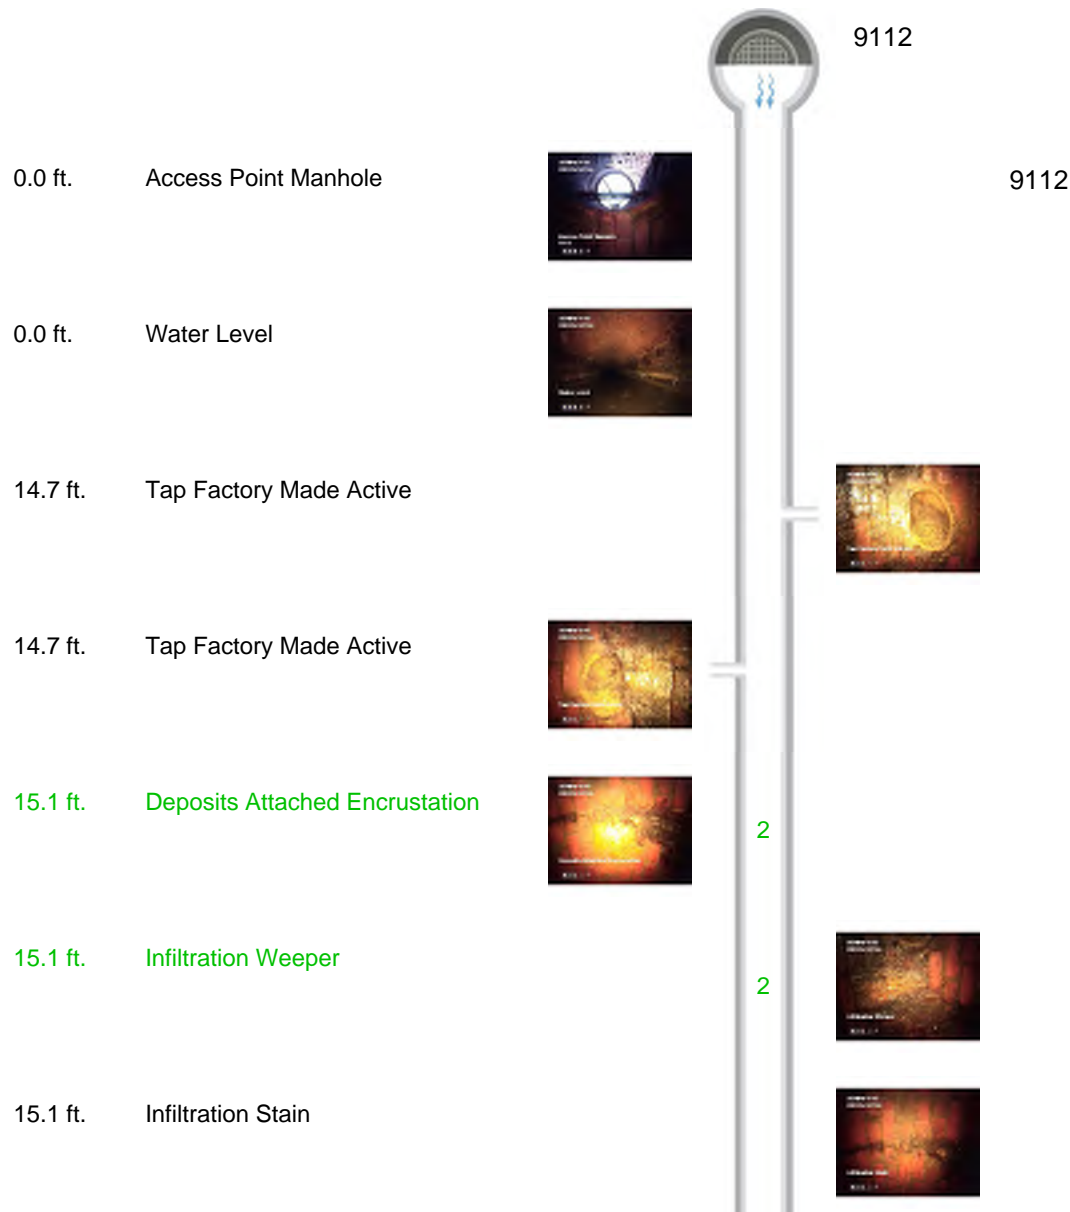 9112
0.0 ft. Access Point Manhole 9112
0.0 ft. Water Level
14.7 ft. Tap Factory Made Active
14.7 ft. Tap Factory Made Active
15.1 ft. Deposits Attached Encrustation
2
15.1 ft. Infiltration Weeper
2
15.1 ft. Infiltration Stain